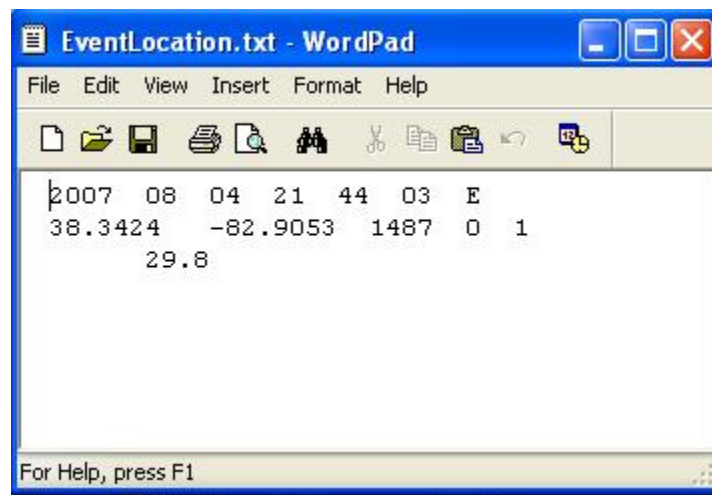 EventLocation.txt - WordPad
File Edit View Insert Format Help
2007 08 04 21 44 03 E
38.3424 -82.9053 1487 0 1
29.8
For Help, press F1